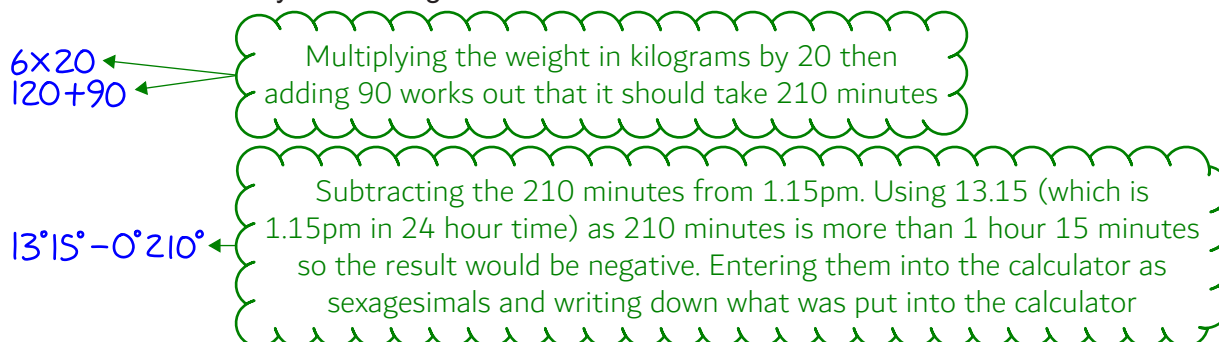 6×20
120+90
Multiplying the weight in kilograms by 20 then
adding 90 works out that it should take 210 minutes
13°15°−0°210°
Subtracting the 210 minutes from 1.15pm. Using 13.15 (which is
1.15pm in 24 hour time) as 210 minutes is more than 1 hour 15 minutes
so the result would be negative. Entering them into the calculator as
sexagesimals and writing down what was put into the calculator